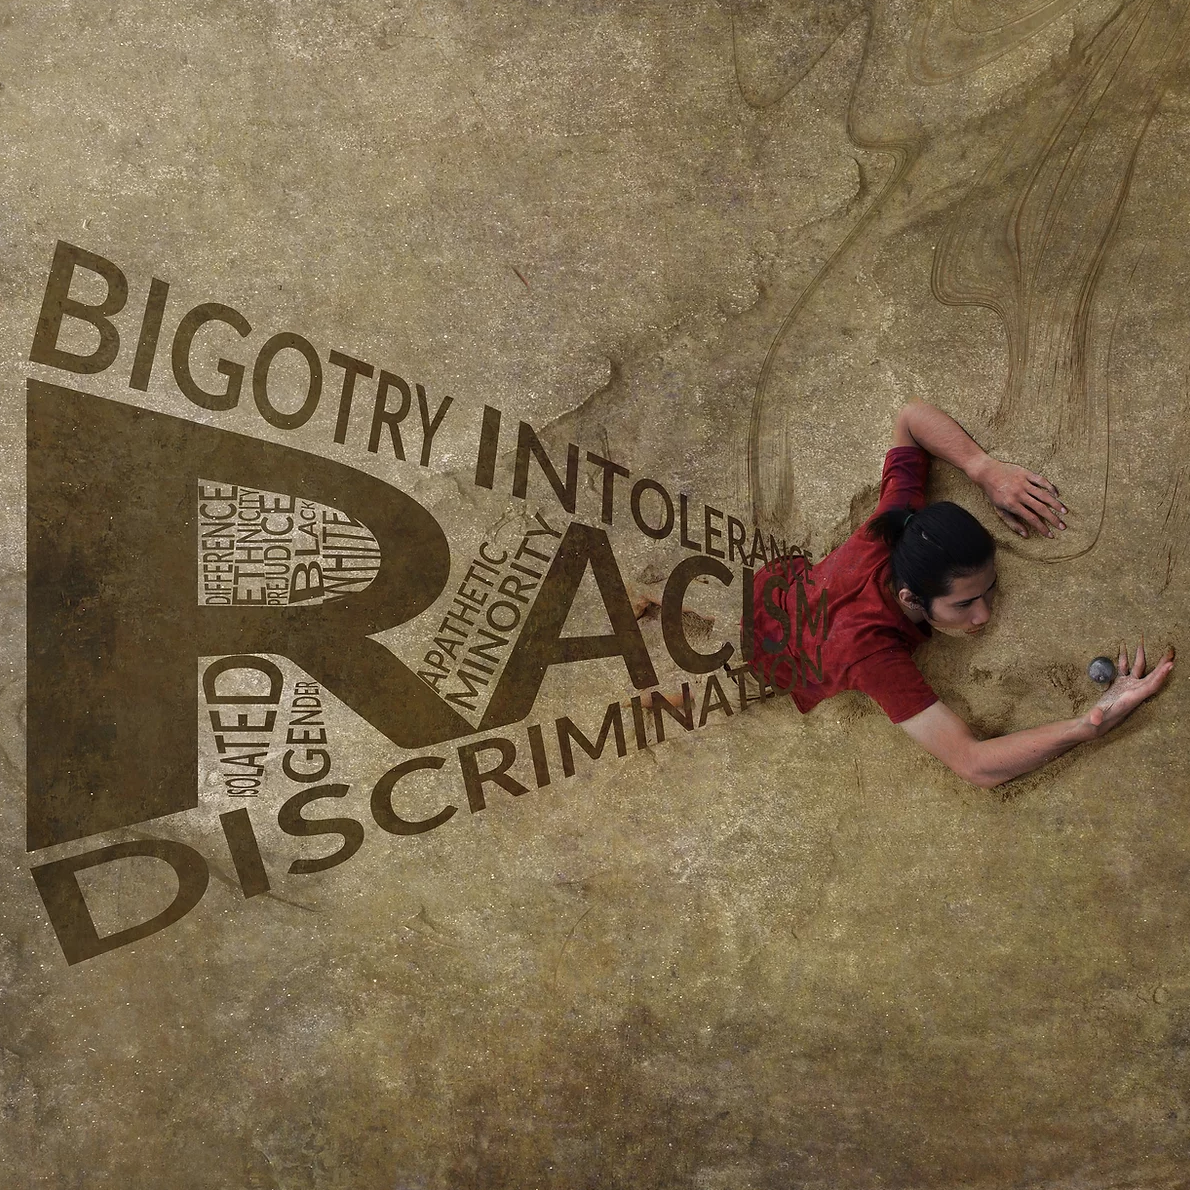 BIGOTRY INTOLERANCE
RACISM
DIFFERENCE
ETHNICITY
PREJUDICE
BLACK
WHITE
APATHETIC
MINORITY
ISOLATED
GENDER
DISCRIMINATION